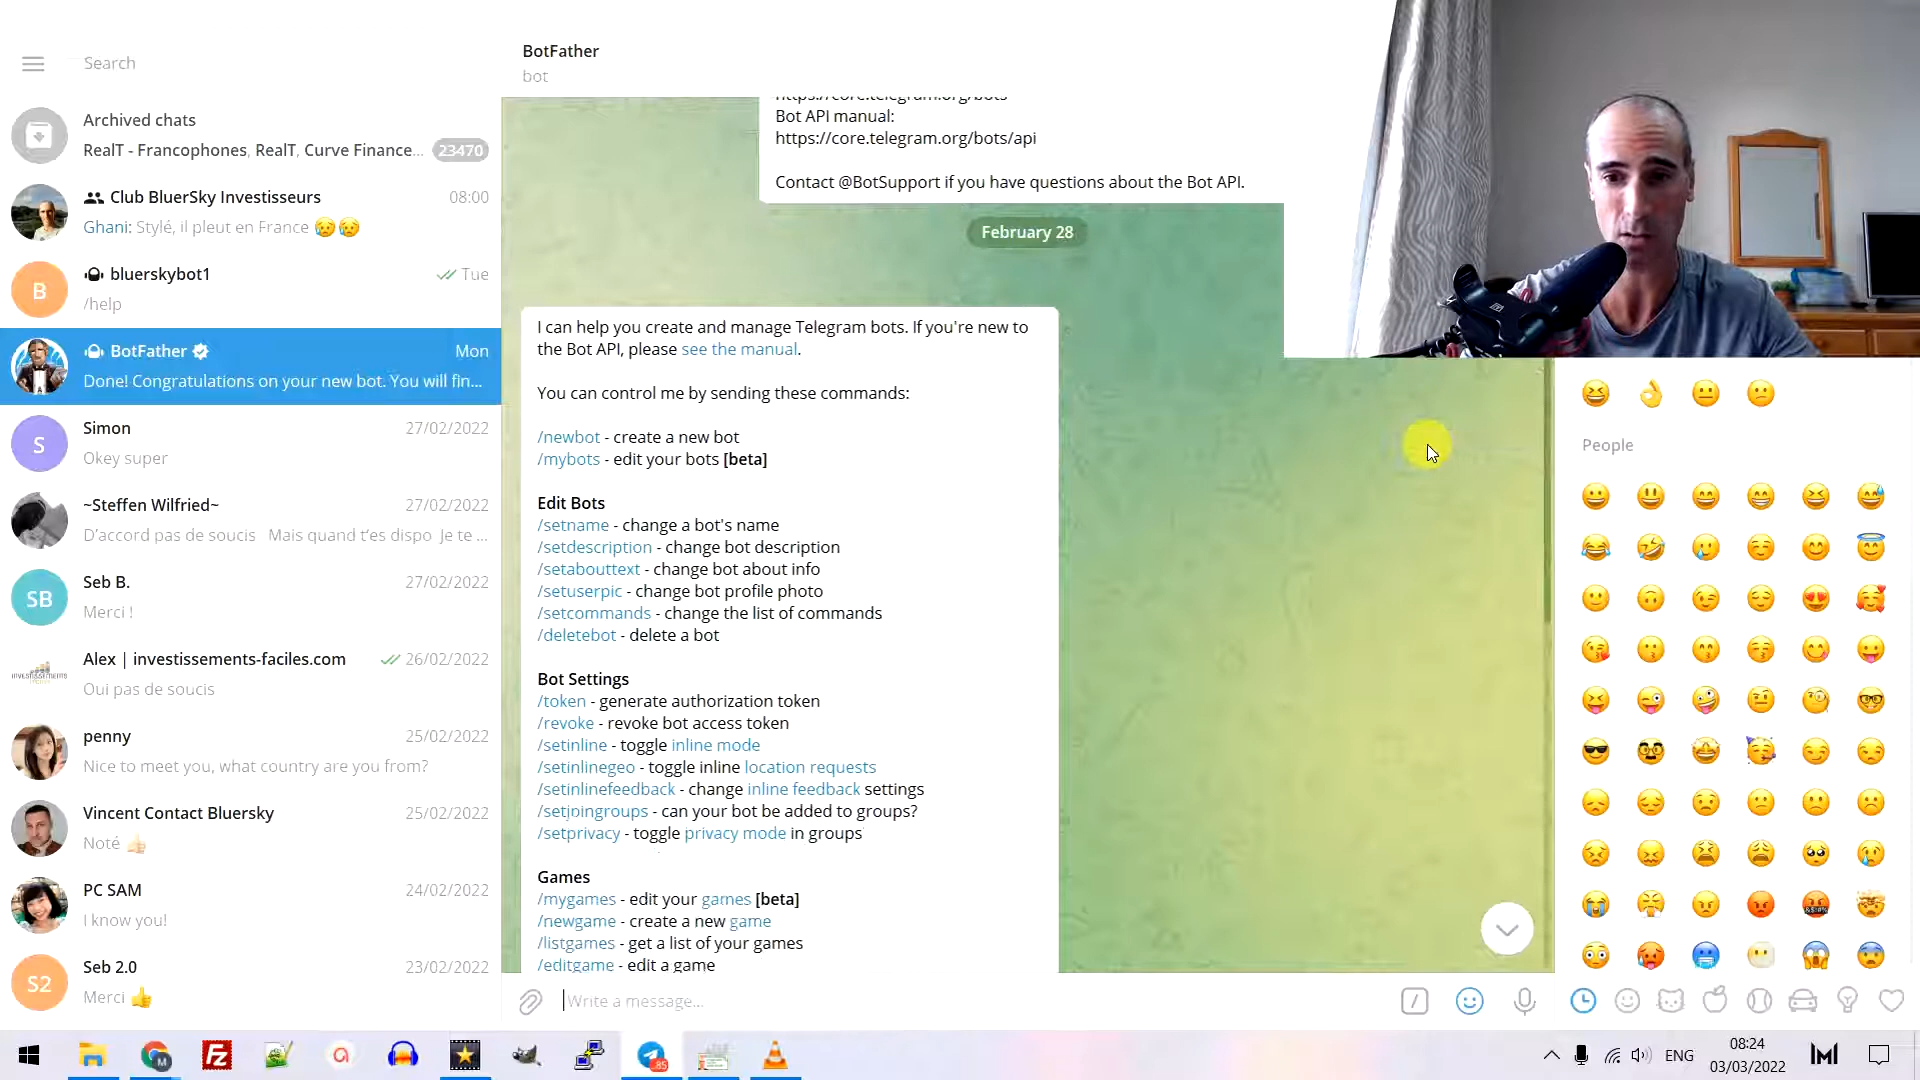 Search
Archived chats
RealT - Francophones, RealT, Curve Finance... 23470
Club BluerSky Investisseurs 08:00
Ghani: Stylé, il pleut en France 😥😥
bluerskybot1 Tue
/help
BotFather Mon
Done! Congratulations on your new bot. You will fin...
Simon 27/02/2022
Okey super
~Steffen Wilfried~ 27/02/2022
D'accord pas de soucis Mais quand t'es dispo Je te ...
Seb B. 27/02/2022
Merci !
Alex | investissements-faciles.com 26/02/2022
Oui pas de soucis
penny 25/02/2022
Nice to meet you, what country are you from?
Vincent Contact Bluersky 25/02/2022
Noté 👍🏻
PC SAM 24/02/2022
I know you!
Seb 2.0 23/02/2022
Merci 👍
B
S
SB
S2
BotFather
bot
https://core.telegram.org/bots
Bot API manual:
https://core.telegram.org/bots/api
Contact @BotSupport if you have questions about the Bot API.
February 28
I can help you create and manage Telegram bots. If you're new to
the Bot API, please see the manual.
You can control me by sending these commands:
/newbot - create a new bot
/mybots - edit your bots [beta]
Edit Bots
/setname - change a bot's name
/setdescription - change bot description
/setabouttext - change bot about info
/setuserpic - change bot profile photo
/setcommands - change the list of commands
/deletebot - delete a bot
Bot Settings
/token - generate authorization token
/revoke - revoke bot access token
/setinline - toggle inline mode
/setinlinegeo - toggle inline location requests
/setinlinefeedback - change inline feedback settings
/setjoingroups - can your bot be added to groups?
/setprivacy - toggle privacy mode in groups
Games
/mygames - edit your games [beta]
/newgame - create a new game
/listgames - get a list of your games
/editgame - edit a game
Write a message...
People
85
ENG
08:24
03/03/2022